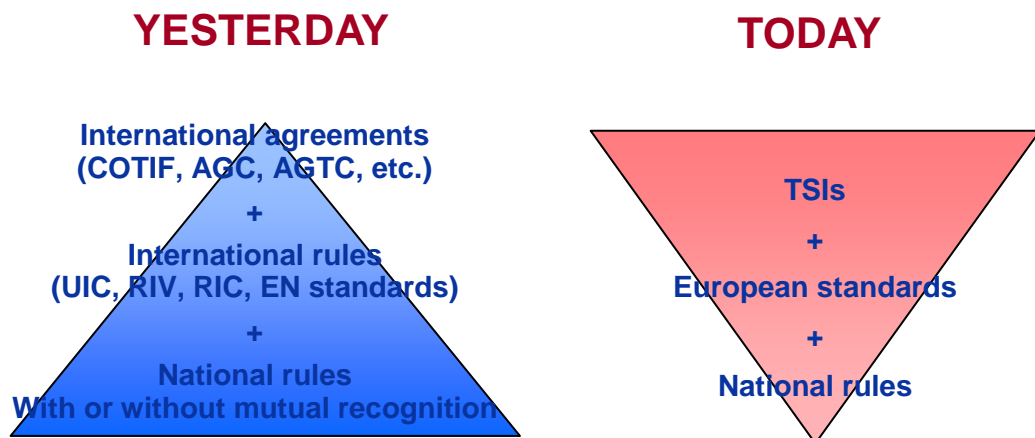 YESTERDAY
International agreements
(COTIF, AGC, AGTC, etc.)
+
International rules
(UIC, RIV, RIC, EN standards)
+
National rules
With or without mutual recognition
TODAY
TSIs
+
European standards
+
National rules